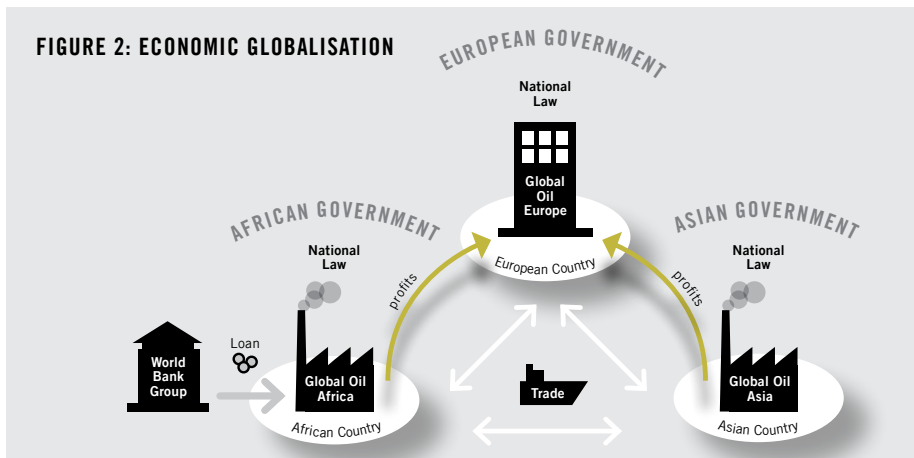 FIGURE 2: ECONOMIC GLOBALISATION
EUROPEAN GOVERNMENT
National
Law
Global
Oil
Europe
European Country
AFRICAN GOVERNMENT
National
Law
profits
World
Bank
Group
Loan
Global Oil
Africa
African Country
Trade
ASIAN GOVERNMENT
National
Law
profits
Global Oil
Asia
Asian Country